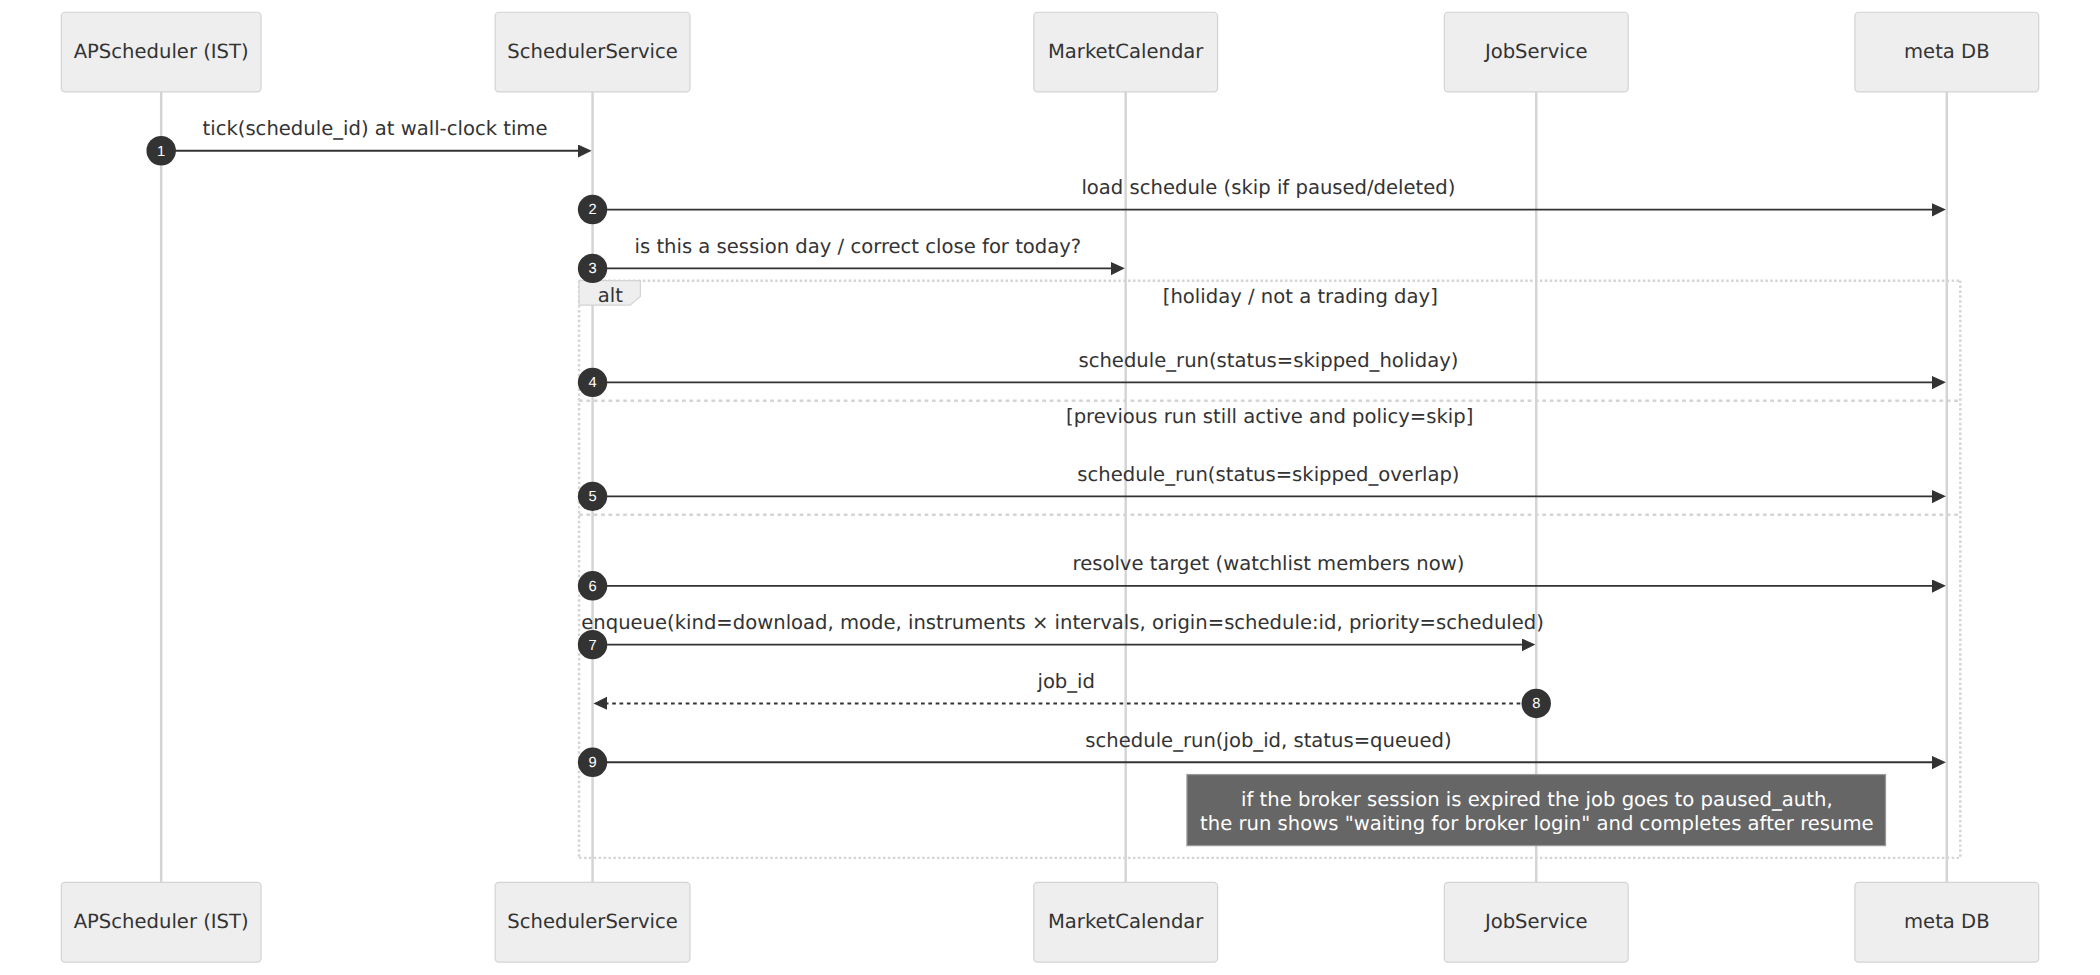 APScheduler (IST)
SchedulerService
MarketCalendar
JobService
meta DB
tick(schedule_id) at wall-clock time
1
load schedule (skip if paused/deleted)
2
is this a session day / correct close for today?
3
alt
[holiday / not a trading day]
schedule_run(status=skipped_holiday)
4
[previous run still active and policy=skip]
schedule_run(status=skipped_overlap)
5
resolve target (watchlist members now)
6
enqueue(kind=download, mode, instruments × intervals, origin=schedule:id, priority=scheduled)
7
job_id
8
schedule_run(job_id, status=queued)
9
if the broker session is expired the job goes to paused_auth,
the run shows "waiting for broker login" and completes after resume
APScheduler (IST)
SchedulerService
MarketCalendar
JobService
meta DB